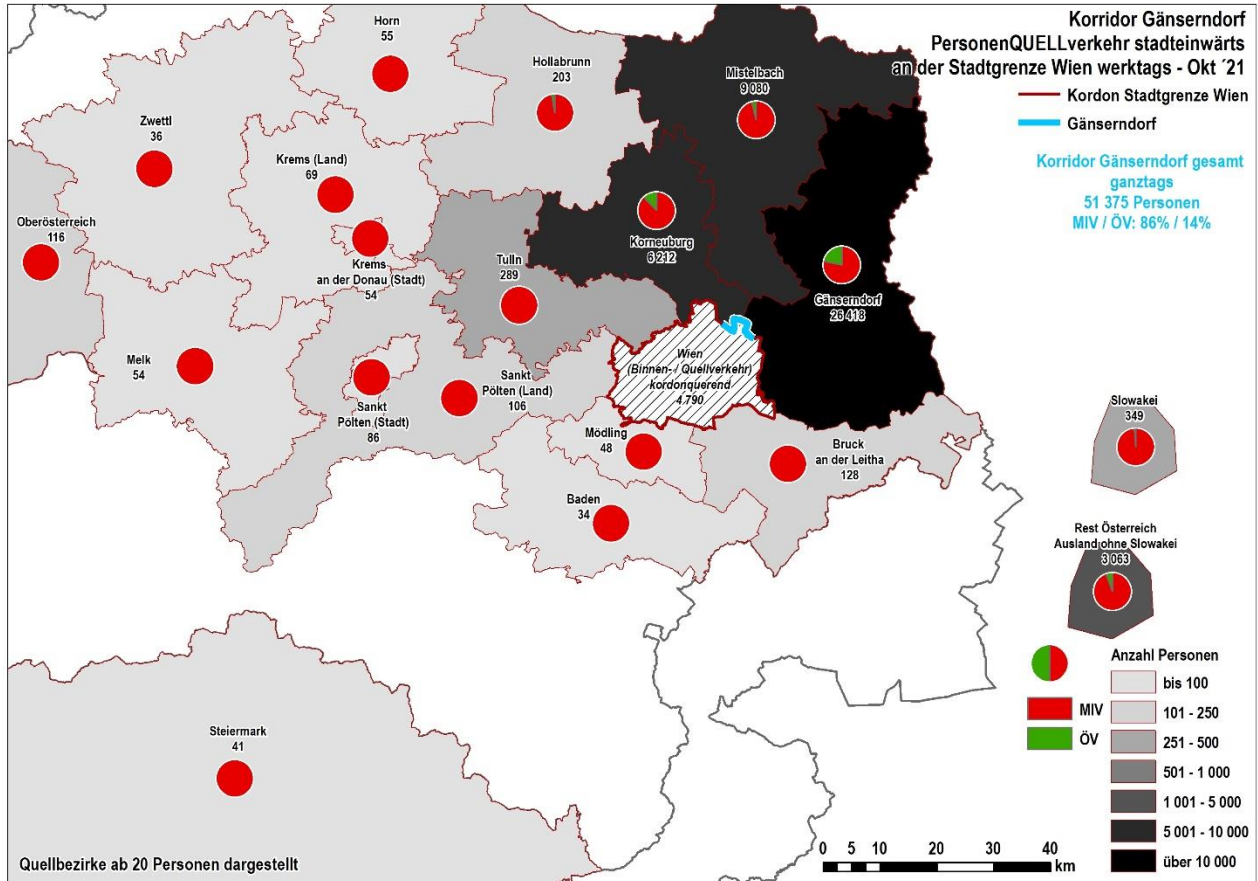 Korridor Gänserndorf
PersonenQUELLverkehr stadteinwärts
an der Stadtgrenze Wien werktags - Okt ´21
Kordon Stadtgrenze Wien
Gänserndorf
Korridor Gänserndorf gesamt
ganztags
51 375 Personen
MIV / ÖV: 86% / 14%
Horn
55
Hollabrunn
203
Mistelbach
9 080
Zwettl
36
Krems (Land)
69
Oberösterreich
116
Krems
an der Donau (Stadt)
54
Tulln
289
Korneuburg
6 212
Gänserndorf
26 418
Melk
54
Sankt
Pölten (Stadt)
86
Sankt
Pölten (Land)
106
Wien
(Binnen- / Quellverkehr)
kordonquerend
4.790
Mödling
48
Bruck
an der Leitha
128
Baden
34
Slowakei
349
Rest Österreich
Ausland ohne Slowakei
3 063
Steiermark
41
MIV
ÖV
Anzahl Personen
bis 100
101 - 250
251 - 500
501 - 1 000
1 001 - 5 000
5 001 - 10 000
über 10 000
Quellbezirke ab 20 Personen dargestellt
0 5 10 20 30 40
km